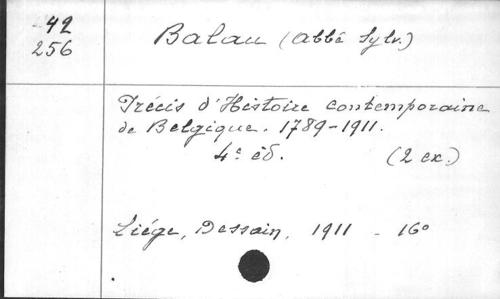 42
256
Balau (abbé Sylv.)
Précis d'Histoire contemporaine
de Belgique. 1789-1911.
4e éd. (2 ex.)
Liége, Dessain, 1911 - 16°